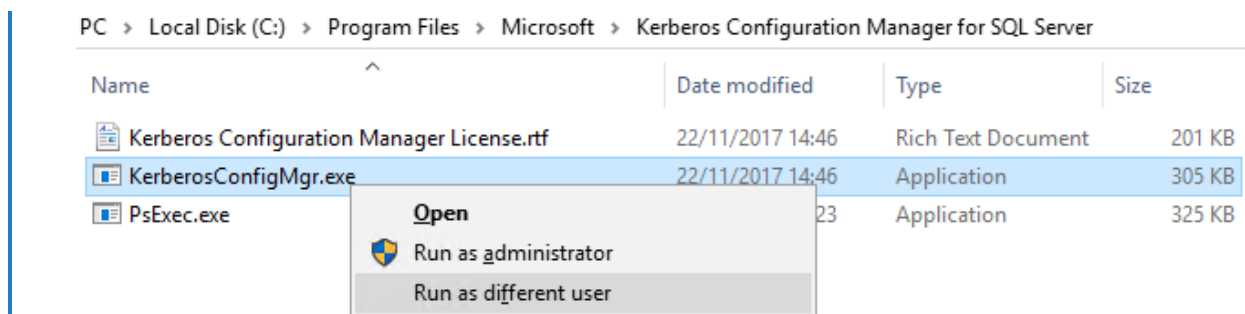 PC > Local Disk (C:) > Program Files > Microsoft > Kerberos Configuration Manager for SQL Server
Name Date modified Type Size
Kerberos Configuration Manager License.rtf 22/11/2017 14:46 Rich Text Document 201 KB
KerberosConfigMgr.exe 22/11/2017 14:46 Application 305 KB
PsExec.exe 23 Application 325 KB
Open
Run as administrator
Run as different user